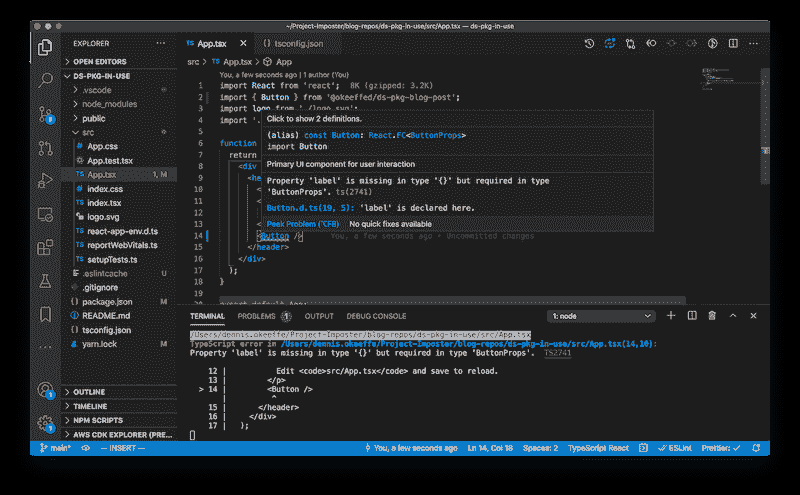 ~/Project-Imposter/blog-repos/ds-pkg-in-use/src/App.tsx — ds-pkg-in-use
EXPLORER
OPEN EDITORS
DS-PKG-IN-USE
.vscode
node_modules
public
src
App.css
App.test.tsx
App.tsx 1, M
index.css
index.tsx
logo.svg
react-app-env.d.ts
reportWebVitals.ts
setupTests.ts
.eslintcache U
.gitignore
package.json M
README.md
tsconfig.json
yarn.lock M
OUTLINE
TIMELINE
NPM SCRIPTS
AWS CDK EXPLORER (PRE...
App.tsx
tsconfig.json
src > App.tsx > App
You, a few seconds ago | 1 author (You)
1 import React from 'react'; 8K (gzipped: 3.2K)
2 import { Button } from '@okeeffed/ds-pkg-blog-post';
3 import logo from './logo.svg';
4 import '.
5
6 function
7 return
8 <div
9 <he
10 <
11 <
12
13 <
14 <Button /> You, a few seconds ago • Uncommitted changes
15 </header>
16 </div>
17 );
18 }
19
export default App;
Click to show 2 definitions.
(alias) const Button: React.FC<ButtonProps>
import Button
Primary UI component for user interaction
Property 'label' is missing in type '{}' but required in type
'ButtonProps'. ts(2741)
Button.d.ts(19, 5): 'label' is declared here.
Peek Problem (⌥F8) No quick fixes available
TERMINAL PROBLEMS 1 OUTPUT DEBUG CONSOLE 1: node
/Users/dennis.okeeffe/Project-Imposter/blog-repos/ds-pkg-in-use/src/App.tsx
TypeScript error in /Users/dennis.okeeffe/Project-Imposter/blog-repos/ds-pkg-in-use/src/App.tsx(14,10):
Property 'label' is missing in type '{}' but required in type 'ButtonProps'. TS2741
12 | Edit <code>src/App.tsx</code> and save to reload.
13 | </p>
> 14 | <Button />
| ^
15 | </header>
16 | </div>
17 | );
main* -- INSERT -- You, a few seconds ago Ln 14, Col 18 Spaces: 2 TypeScript React ESLint Prettier: ✓